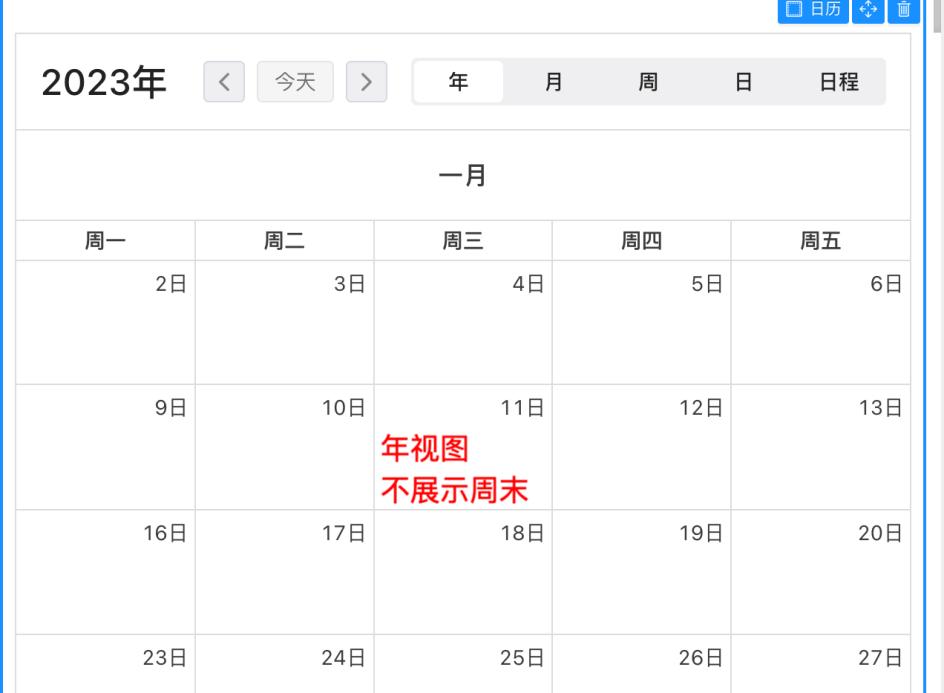 日历
2023年 今天 年 月 周 日 日程
一月
周一 周二 周三 周四 周五
2日 3日 4日 5日 6日
9日 10日 11日 12日 13日
年视图
不展示周末
16日 17日 18日 19日 20日
23日 24日 25日 26日 27日